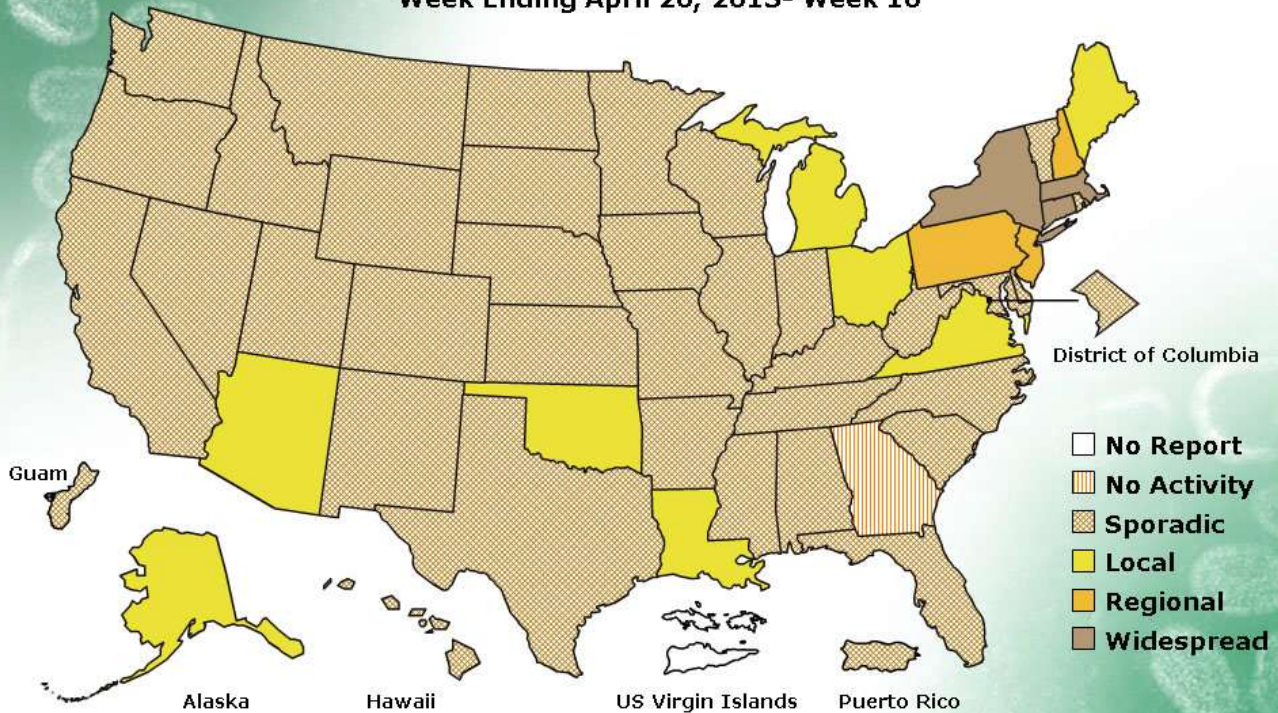 Week Ending April 20, 2013- Week 16
District of Columbia
No Report
Guam
No Activity
Sporadic
Local
Regional
Widespread
Alaska
Hawaii
US Virgin Islands
Puerto Rico